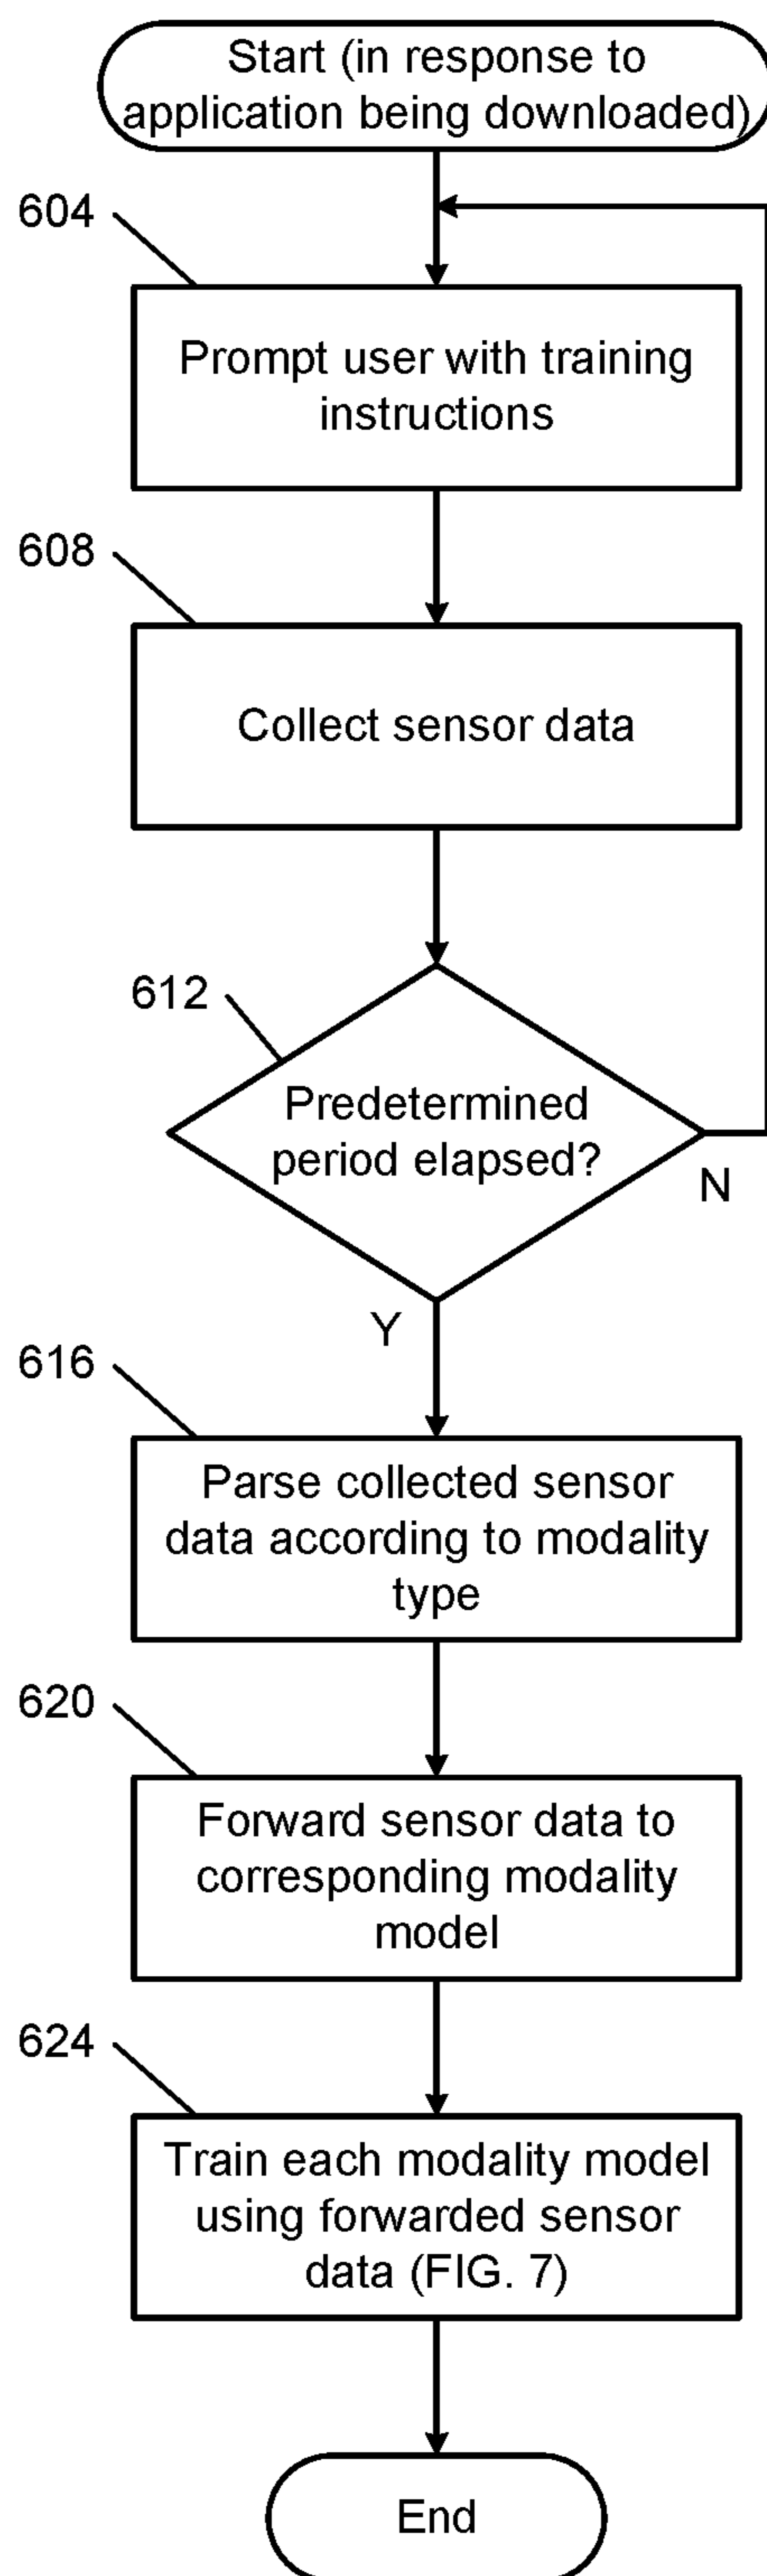 Start (in response to
application being downloaded)
604
Prompt user with training
instructions
608
Collect sensor data
612
Predetermined
period elapsed?
N
Y
616
Parse collected sensor
data according to modality
type
620
Forward sensor data to
corresponding modality
model
624
Train each modality model
using forwarded sensor
data (FIG. 7)
End